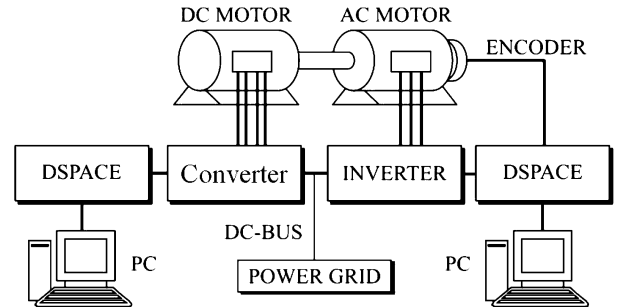 DC MOTOR
AC MOTOR
ENCODER
DSPACE
Converter
INVERTER
DSPACE
DC-BUS
PC
PC
POWER GRID